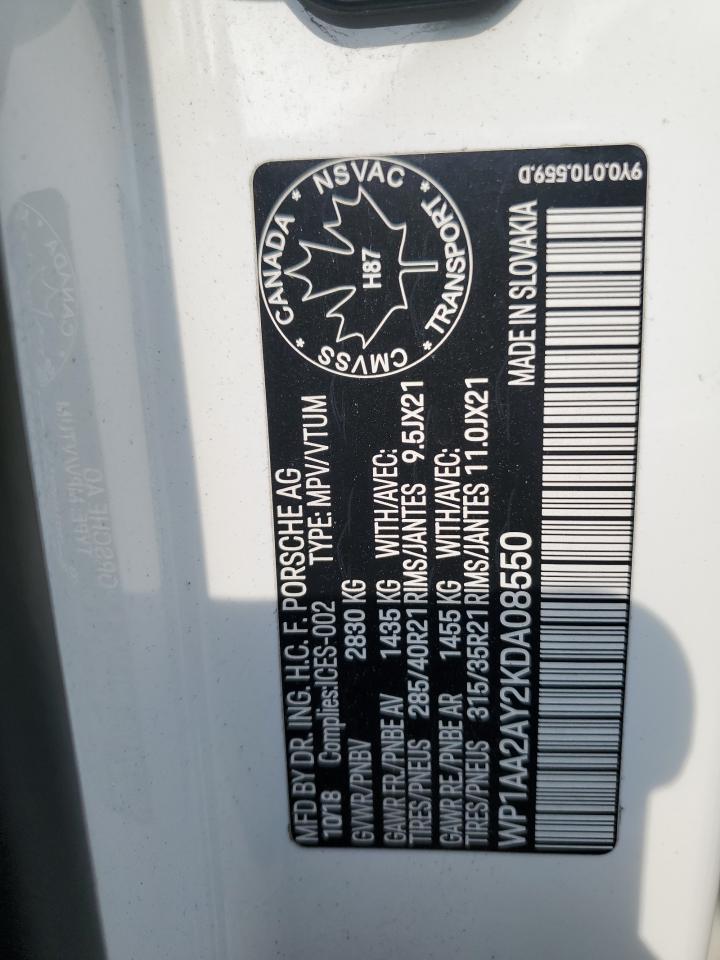 MFD BY DR. ING. H.C. F. PORSCHE AG
10/18 Complies:ICES-002 TYPE: MPV/VTUM
GVWR/PNBV 2830 KG
GAWR FR/PNBE AV 1435 KG WITH/AVEC:
TIRES/PNEUS 285/40R21 RIMS/JANTES 9.5JX21
GAWR RE/PNBE AR 1455 KG WITH/AVEC:
TIRES/PNEUS 315/35R21 RIMS/JANTES 11.0JX21
WP1AA2AY2KDA08550 MADE IN SLOVAKIA
CANADA * NSVAC * TRANSPORT * CMVSS *
H87
9Y0.010.559.D